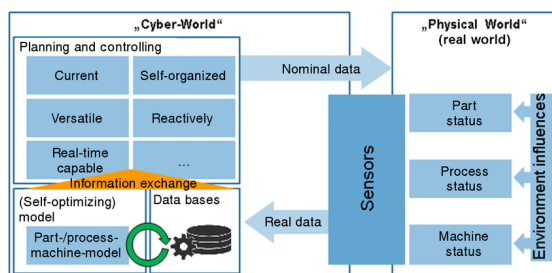 „Cyber-World“
Planning and controlling
Current
Self-organized
Versatile
Reactively
Real-time
capable
...
Information exchange
(Self-optimizing)
model
Data bases
Part-/process-
machine-model
Nominal data
Real data
Sensors
„Physical World“
(real world)
Part
status
Process
status
Machine
status
Environment influences